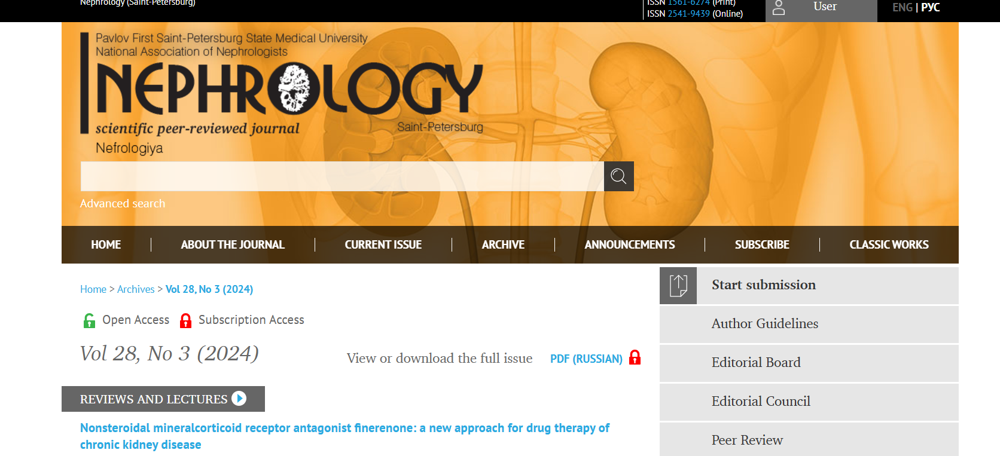 Nephrology (Saint-Petersburg)
ISSN 1561-6274 (Print)
ISSN 2541-9439 (Online)
User
ENG | РУС
Pavlov First Saint-Petersburg State Medical University
National Association of Nephrologists
NEPHROLOGY
scientific peer-reviewed journal
Saint-Petersburg
Nefrologiya
Advanced search
HOME
ABOUT THE JOURNAL
CURRENT ISSUE
ARCHIVE
ANNOUNCEMENTS
SUBSCRIBE
CLASSIC WORKS
Home > Archives > Vol 28, No 3 (2024)
Open Access
Subscription Access
Vol 28, No 3 (2024)
View or download the full issue
PDF (RUSSIAN)
REVIEWS AND LECTURES
Nonsteroidal mineralcorticoid receptor antagonist finerenone: a new approach for drug therapy of
chronic kidney disease
Start submission
Author Guidelines
Editorial Board
Editorial Council
Peer Review